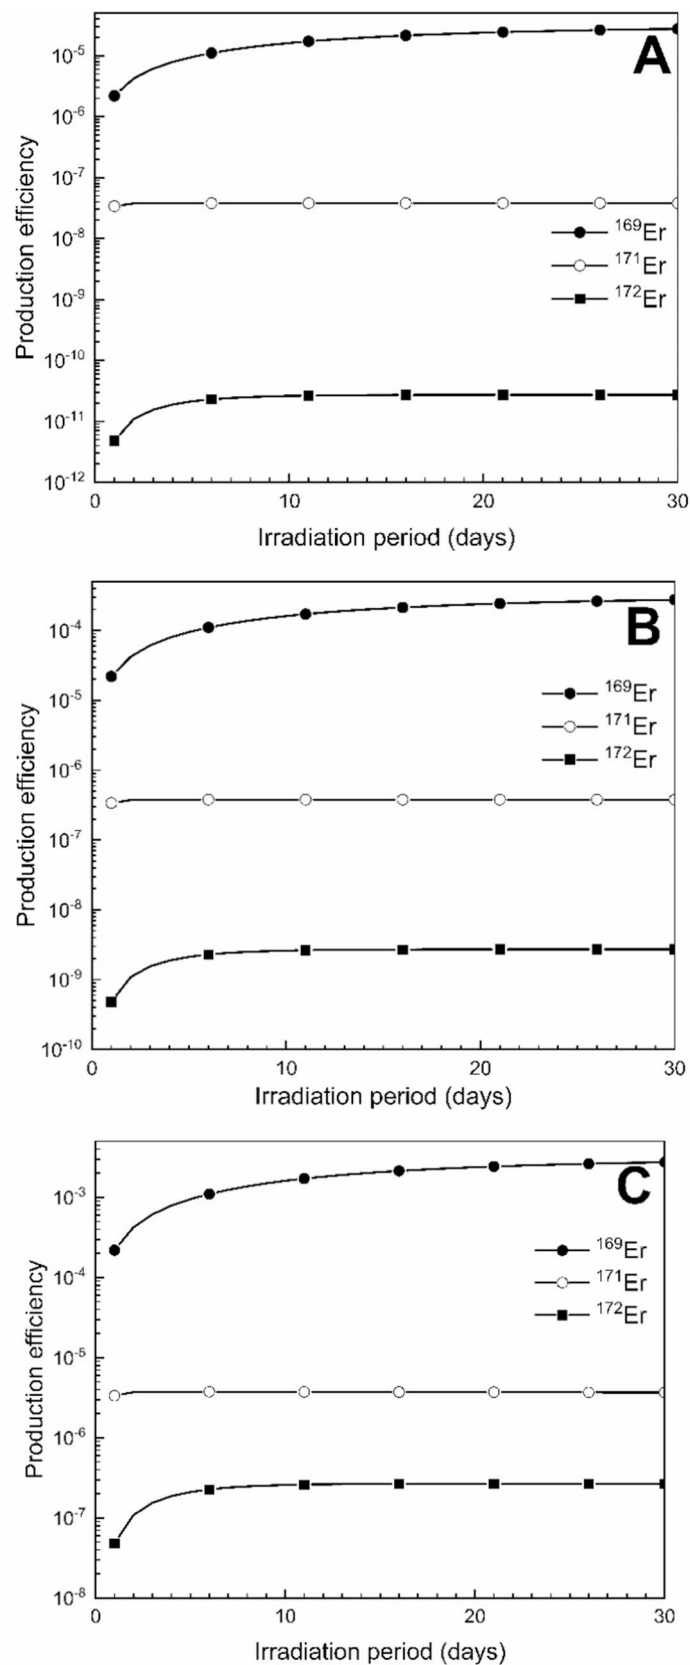 A
10⁻⁵
10⁻⁶
10⁻⁷
10⁻⁸
10⁻⁹
10⁻¹⁰
10⁻¹¹
10⁻¹²
Production efficiency
¹⁶⁹Er
¹⁷¹Er
¹⁷²Er
0 10 20 30
Irradiation period (days)
B
10⁻⁴
10⁻⁵
10⁻⁶
10⁻⁷
10⁻⁸
10⁻⁹
10⁻¹⁰
Production efficiency
¹⁶⁹Er
¹⁷¹Er
¹⁷²Er
0 10 20 30
Irradiation period (days)
C
10⁻³
10⁻⁴
10⁻⁵
10⁻⁶
10⁻⁷
10⁻⁸
Production efficiency
¹⁶⁹Er
¹⁷¹Er
¹⁷²Er
0 10 20 30
Irradiation period (days)